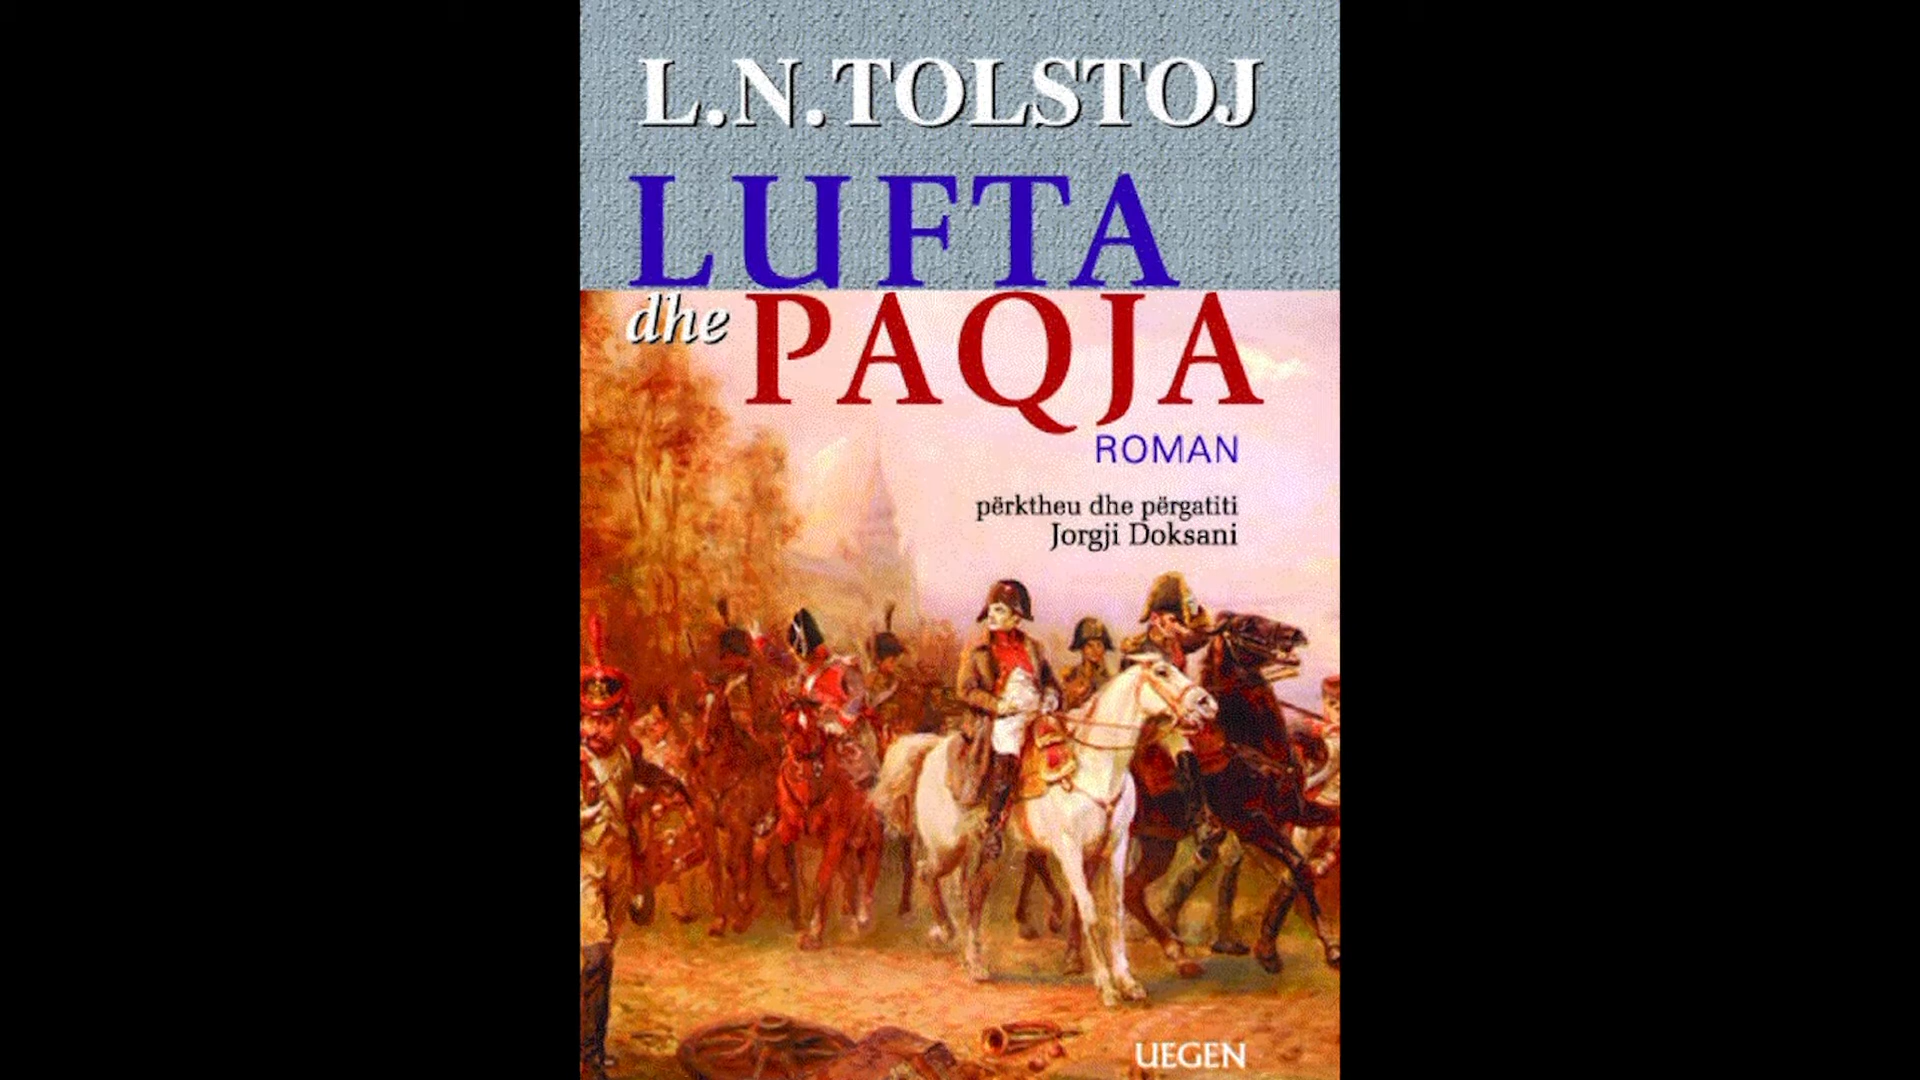 L.N.TOLSTOJ
LUFTA
dhe PAQJA
ROMAN
përktheu dhe përgatiti
Jorgji Doksani
UEGEN